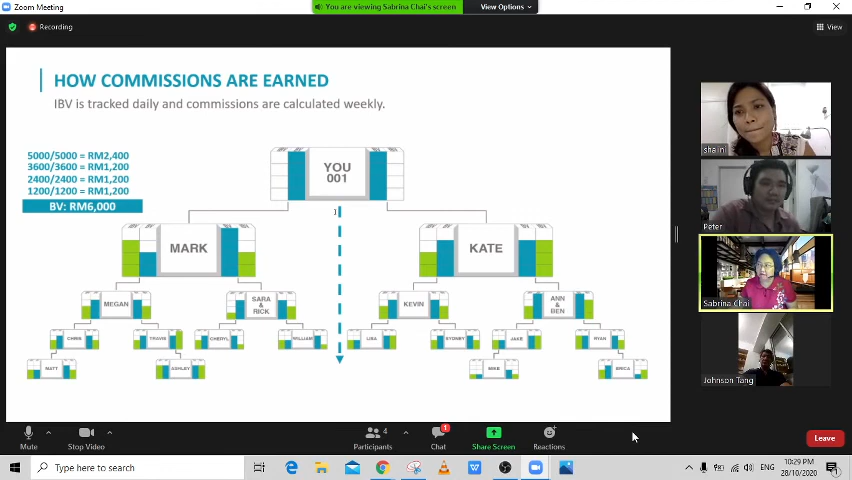 Zoom Meeting
You are viewing Sabrina Chai's screen
View Options
Recording
View
HOW COMMISSIONS ARE EARNED
IBV is tracked daily and commissions are calculated weekly.
5000/5000 = RM2,400
3600/3600 = RM1,200
2400/2400 = RM1,200
1200/1200 = RM1,200
BV: RM6,000
YOU
001
MARK
KATE
MEGAN
SARA
&
RICK
KEVIN
ANN
&
BEN
CHRIS
TRAVIS
CHERYL
WILLIAM
LISA
SYDNEY
JAKE
RYAN
MATT
ASHLEY
MIKE
ERICA
shalni
Peter
Sabrina Chai
Johnson Tang
Mute
Stop Video
4
Participants
1
Chat
Share Screen
Reactions
Leave
Type here to search
ENG
10:29 PM
28/10/2020